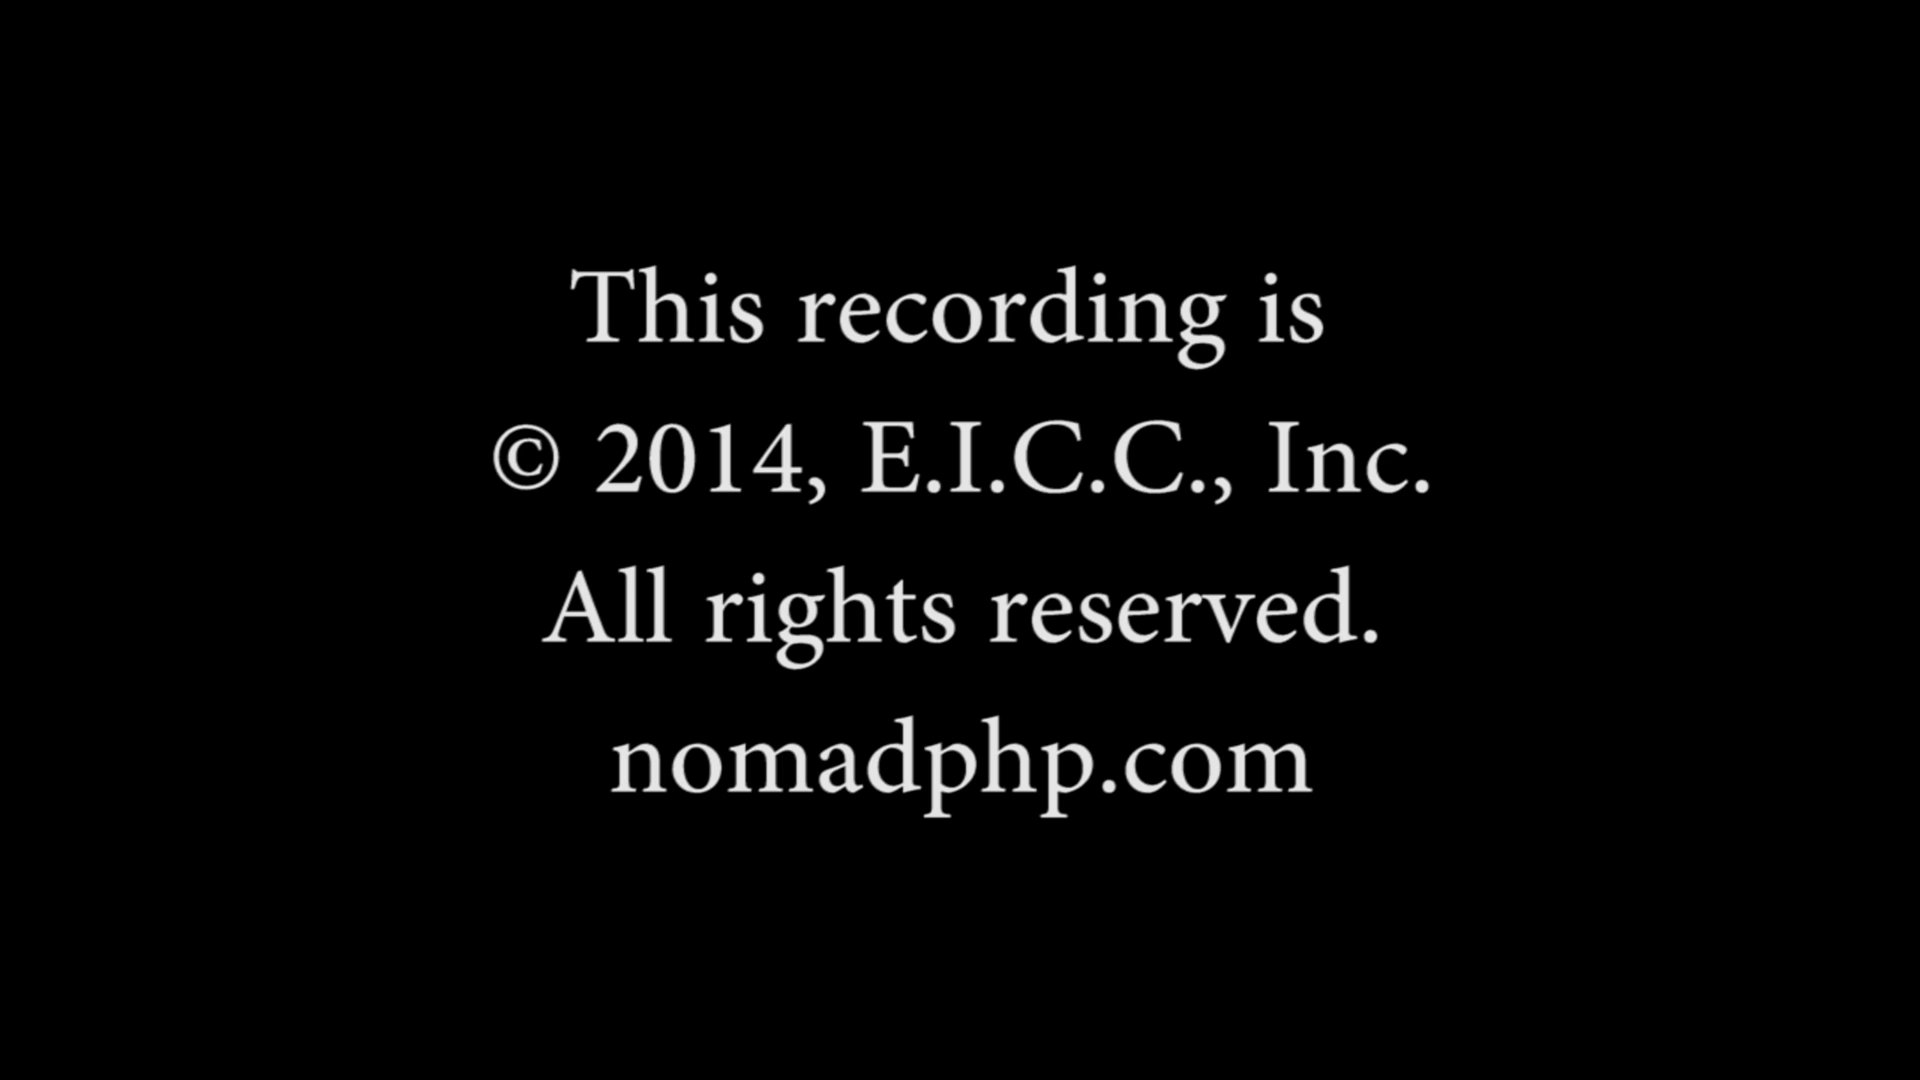 This recording is
© 2014, E.I.C.C., Inc.
All rights reserved.
nomadphp.com